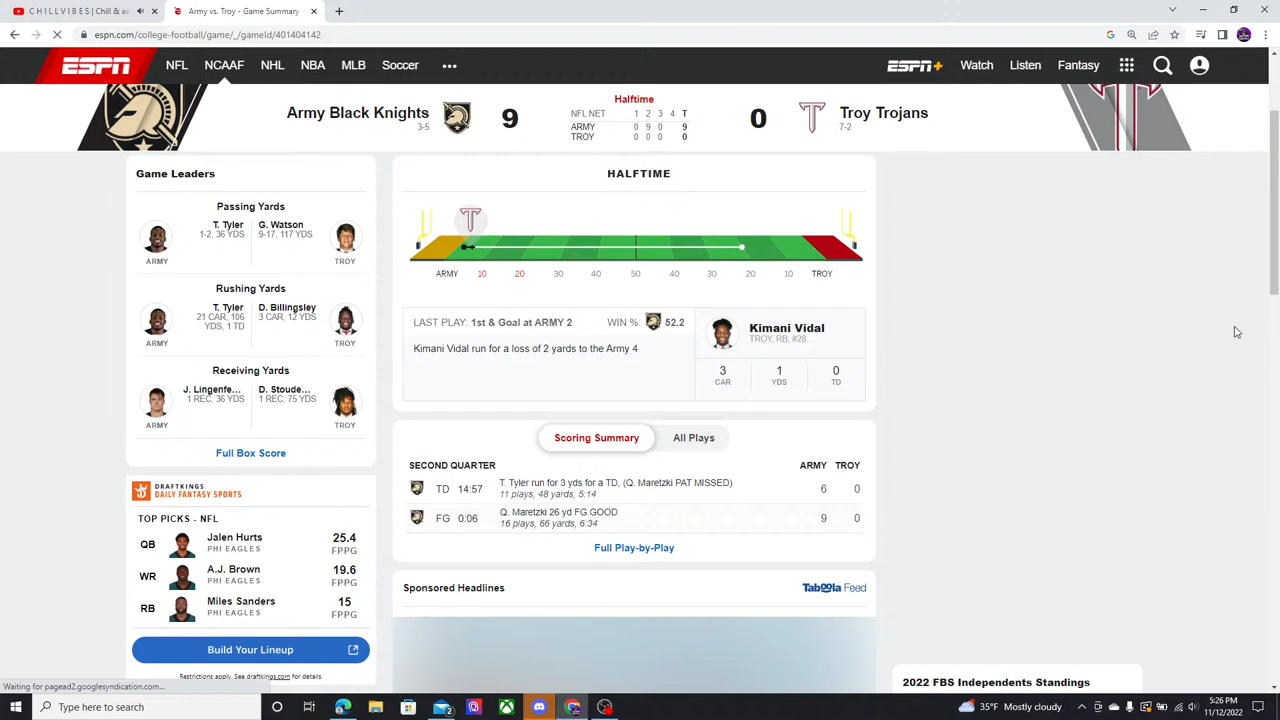 C H I L L V I B E S | Chill & ae
Army vs. Troy - Game Summary -
espn.com/college-football/game/_/gameId/401404142
ESPN NFL NCAAF NHL NBA MLB Soccer ••• ESPN+ Watch Listen Fantasy
Army Black Knights 9
3-5
Halftime
NFL NET 1 2 3 4 T
ARMY 0 9 0 9
TROY 0 0 0 0
0 Troy Trojans
7-2
Game Leaders
Passing Yards
T. Tyler G. Watson
1-2, 36 YDS 9-17, 117 YDS
ARMY TROY
Rushing Yards
T. Tyler D. Billingsley
21 CAR, 106 3 CAR, 12 YDS
YDS, 1 TD
ARMY TROY
Receiving Yards
J. Lingenfe... D. Stoude...
1 REC, 36 YDS 1 REC, 75 YDS
ARMY TROY
Full Box Score
DRAFTKINGS
DAILY FANTASY SPORTS
TOP PICKS - NFL
QB Jalen Hurts 25.4
PHI EAGLES FPPG
WR A.J. Brown 19.6
PHI EAGLES FPPG
RB Miles Sanders 15
PHI EAGLES FPPG
Build Your Lineup
Restrictions apply. See draftkings.com for details.
HALFTIME
ARMY 10 20 30 40 50 40 30 20 10 TROY
LAST PLAY: 1st & Goal at ARMY 2 WIN %: 52.2
Kimani Vidal run for a loss of 2 yards to the Army 4
Kimani Vidal
TROY, RB, #28
3 1 0
CAR YDS TD
Scoring Summary All Plays
SECOND QUARTER ARMY TROY
TD 14:57 T. Tyler run for 3 yds for a TD, (Q. Maretzki PAT MISSED) 6 0
11 plays, 48 yards, 5:14
FG 0:06 Q. Maretzki 26 yd FG GOOD 9 0
16 plays, 66 yards, 6:34
Full Play-by-Play
Sponsored Headlines Taboola Feed
2022 FBS Independents Standings
Waiting for pagead2.googlesyndication.com...
Type here to search
35°F Mostly cloudy
5:26 PM
11/12/2022